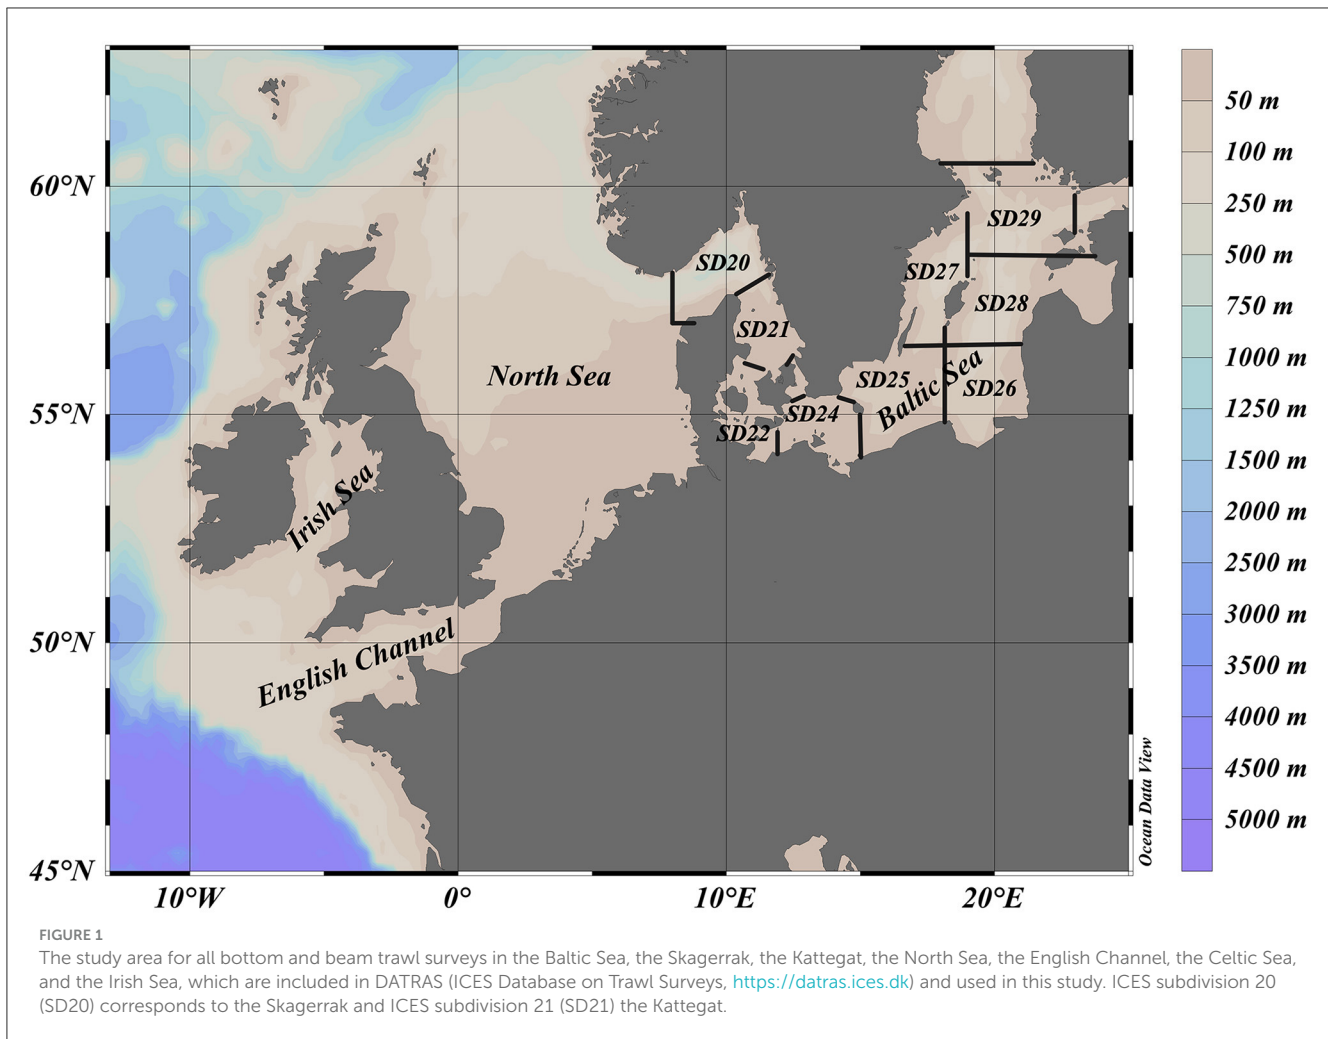 60°N
55°N
50°N
45°N
10°W
0°
10°E
20°E
SD29
SD20
SD27
SD28
SD21
North Sea
SD25
Baltic Sea
SD26
SD24
SD22
Irish Sea
English Channel
Ocean Data View
50 m
100 m
250 m
500 m
750 m
1000 m
1250 m
1500 m
2000 m
2500 m
3000 m
3500 m
4000 m
4500 m
5000 m
FIGURE 1
The study area for all bottom and beam trawl surveys in the Baltic Sea, the Skagerrak, the Kattegat, the North Sea, the English Channel, the Celtic Sea,
and the Irish Sea, which are included in DATRAS (ICES Database on Trawl Surveys, https://datras.ices.dk) and used in this study. ICES subdivision 20
(SD20) corresponds to the Skagerrak and ICES subdivision 21 (SD21) the Kattegat.